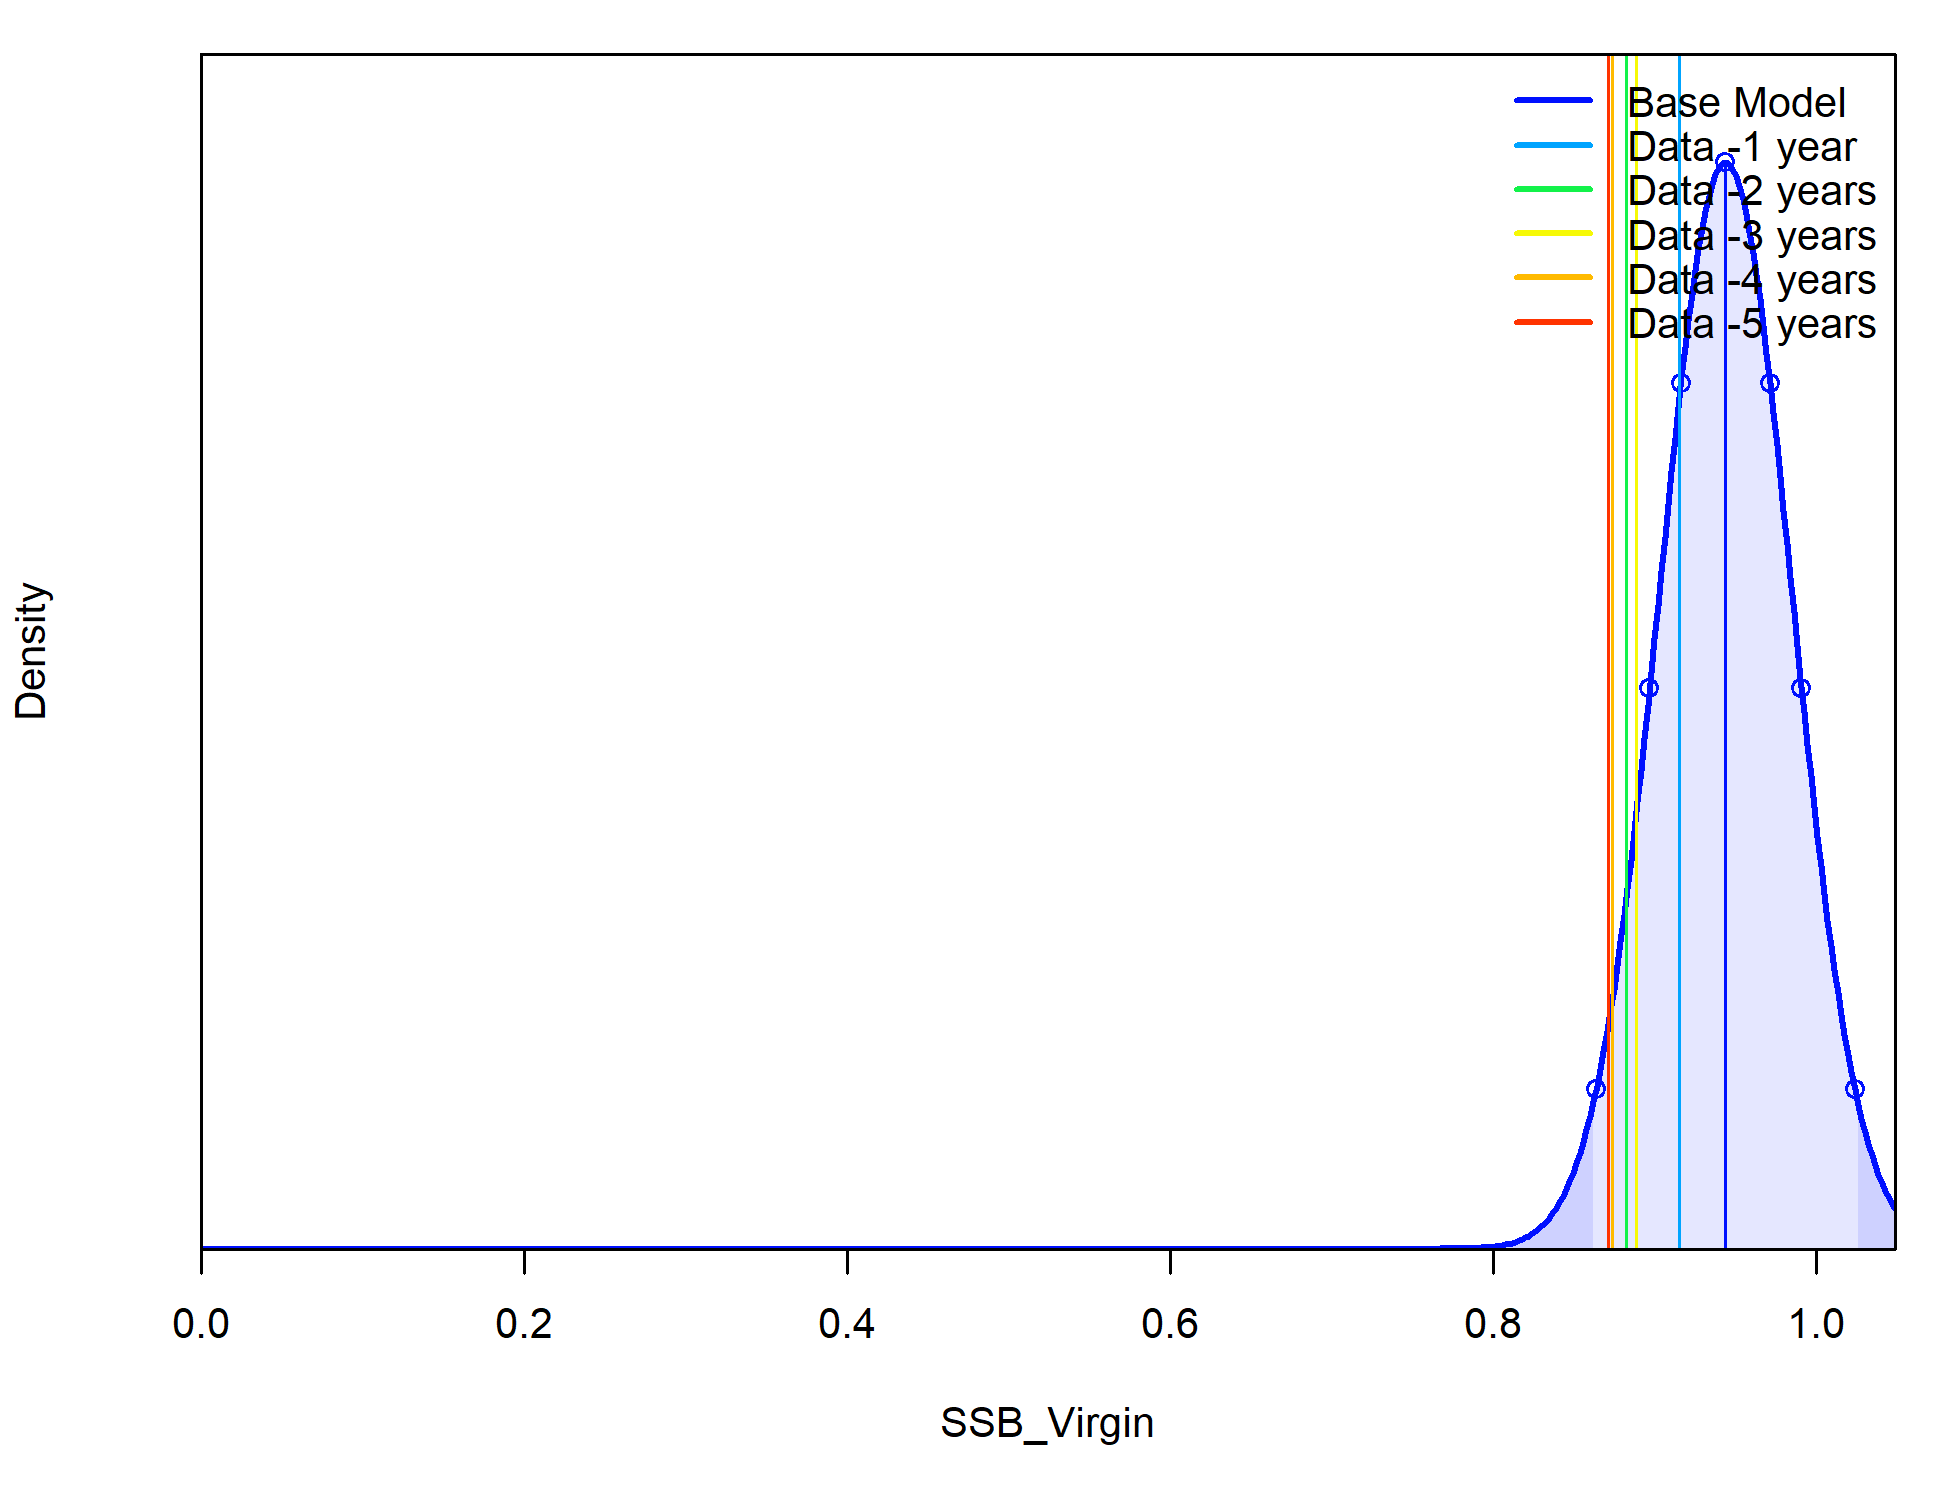 Base Model
Data -1 year
Data -2 years
Data -3 years
Data -4 years
Data -5 years
Density
0.0 0.2 0.4 0.6 0.8 1.0
SSB_Virgin